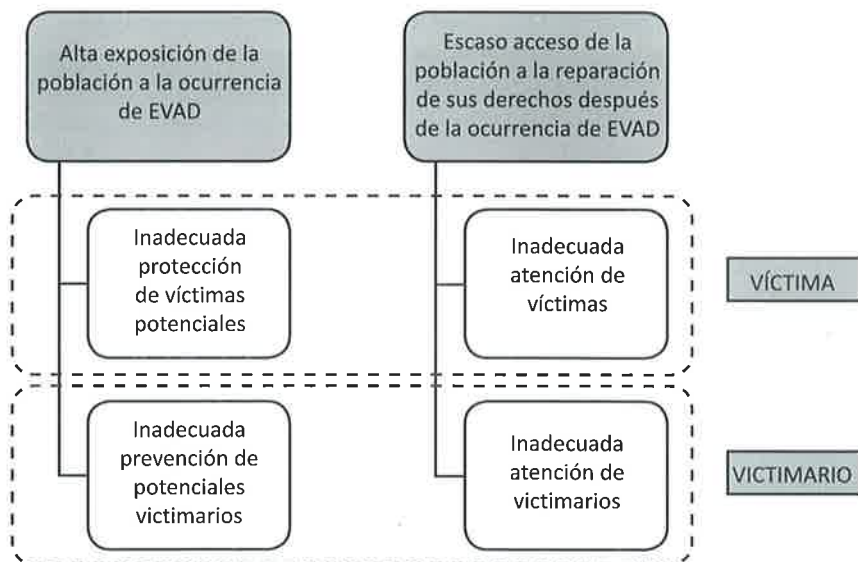 Alta exposición de la
población a la ocurrencia
de EVAD
Escaso acceso de la
población a la reparación
de sus derechos después
de la ocurrencia de EVAD
Inadecuada
protección
de víctimas
potenciales
Inadecuada
atención de
víctimas
VÍCTIMA
Inadecuada
prevención de
potenciales
victimarios
Inadecuada
atención de
victimarios
VICTIMARIO